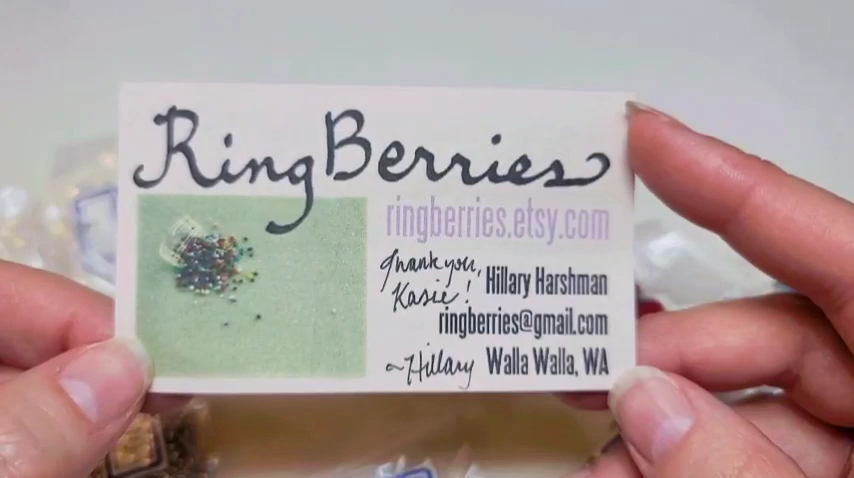 RingBerries
ringberries.etsy.com
Thank you,
Kasie!
Hillary Harshman
ringberries@gmail.com
~Hillary
Walla Walla, WA